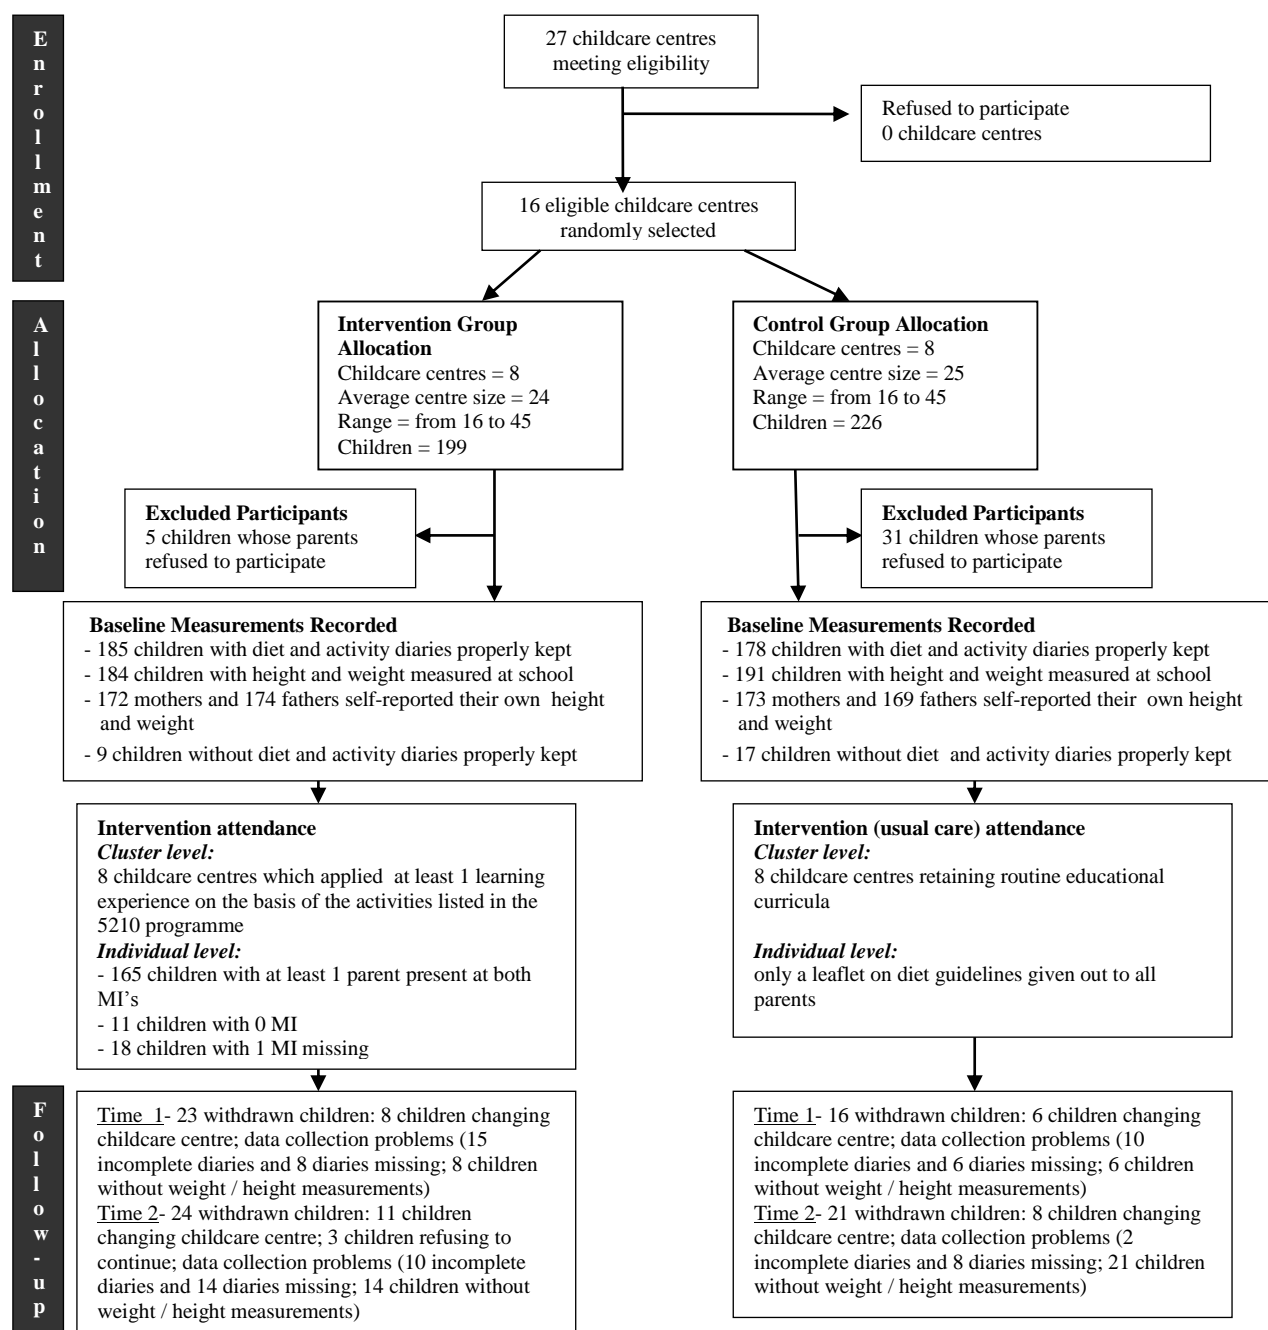 Enrollment
27 childcare centres
meeting eligibility
Refused to participate
0 childcare centres
16 eligible childcare centres
randomly selected
Allocation
Intervention Group
Allocation
Childcare centres = 8
Average centre size = 24
Range = from 16 to 45
Children = 199
Control Group Allocation
Childcare centres = 8
Average centre size = 25
Range = from 16 to 45
Children = 226
Excluded Participants
5 children whose parents
refused to participate
Excluded Participants
31 children whose parents
refused to participate
Baseline Measurements Recorded
- 185 children with diet and activity diaries properly kept
- 184 children with height and weight measured at school
- 172 mothers and 174 fathers self-reported their own height
and weight
- 9 children without diet and activity diaries properly kept
Baseline Measurements Recorded
- 178 children with diet and activity diaries properly kept
- 191 children with height and weight measured at school
- 173 mothers and 169 fathers self-reported their own height
and weight
- 17 children without diet and activity diaries properly kept
Intervention attendance
Cluster level:
8 childcare centres which applied at least 1 learning
experience on the basis of the activities listed in the
5210 programme
Individual level:
- 165 children with at least 1 parent present at both
MI's
- 11 children with 0 MI
- 18 children with 1 MI missing
Intervention (usual care) attendance
Cluster level:
8 childcare centres retaining routine educational
curricula
Individual level:
only a leaflet on diet guidelines given out to all
parents
Follow-up
Time 1- 23 withdrawn children: 8 children changing
childcare centre; data collection problems (15
incomplete diaries and 8 diaries missing; 8 children
without weight / height measurements)
Time 2- 24 withdrawn children: 11 children
changing childcare centre; 3 children refusing to
continue; data collection problems (10 incomplete
diaries and 14 diaries missing; 14 children without
weight / height measurements)
Time 1- 16 withdrawn children: 6 children changing
childcare centre; data collection problems (10
incomplete diaries and 6 diaries missing; 6 children
without weight / height measurements)
Time 2- 21 withdrawn children: 8 children changing
childcare centre; data collection problems (2
incomplete diaries and 8 diaries missing; 21 children
without weight / height measurements)